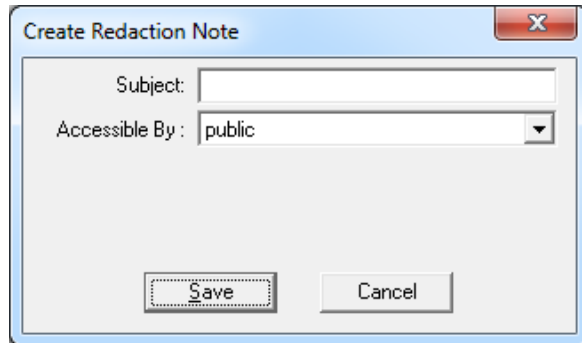 Create Redaction Note
Subject:
Accessible By : public
Save Cancel